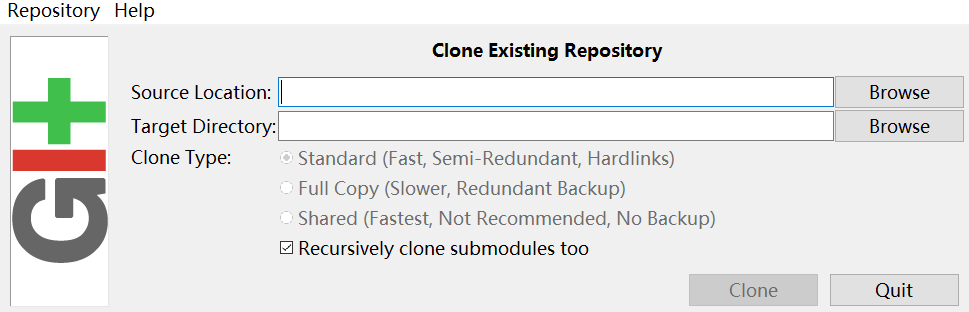 Repository Help
Clone Existing Repository
Source Location: Browse
Target Directory: Browse
Clone Type: Standard (Fast, Semi-Redundant, Hardlinks)
Full Copy (Slower, Redundant Backup)
Shared (Fastest, Not Recommended, No Backup)
Recursively clone submodules too
Clone Quit
GIt